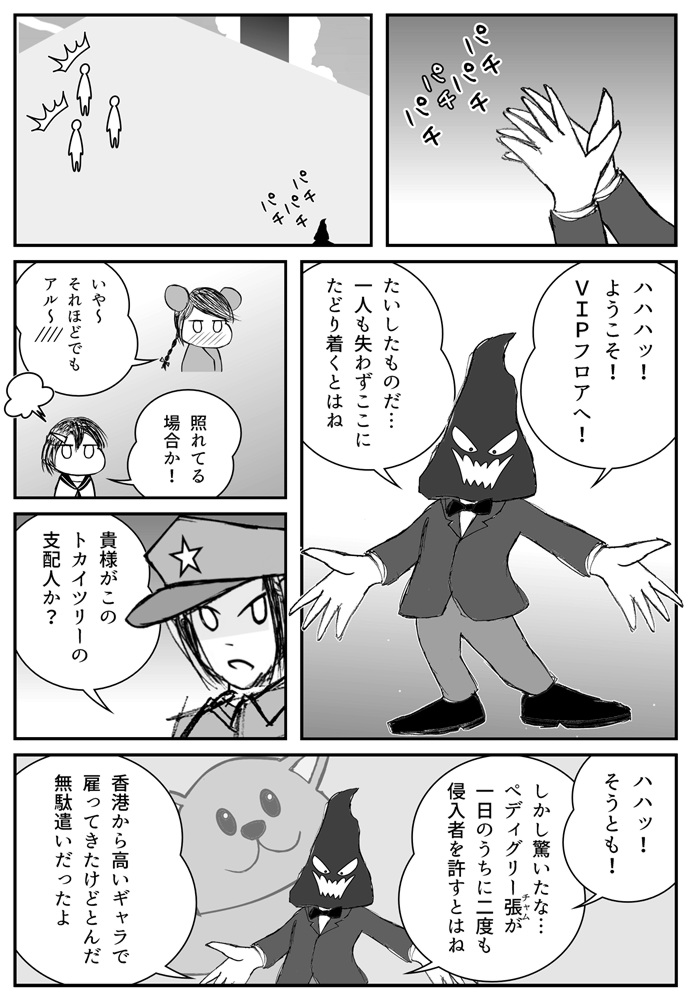 パチ
パチ
パチ
パチ
パチ
パチ
ハハハッ！
ようこそ！
ＶＩＰフロアへ！
たいしたものだ…
一人も失わずここに
たどり着くとはね
いや〜
それほどでも
アル〜
照れてる
場合か！
貴様がこの
トカイツリーの
支配人か？
ハハッ！
そうとも！
しかし驚いたな…
ペディグリー張が
チャム
一日のうちに二度も
侵入者を許すとはね
香港から高いギャラで
雇ってきたけどとんだ
無駄遣いだったよ